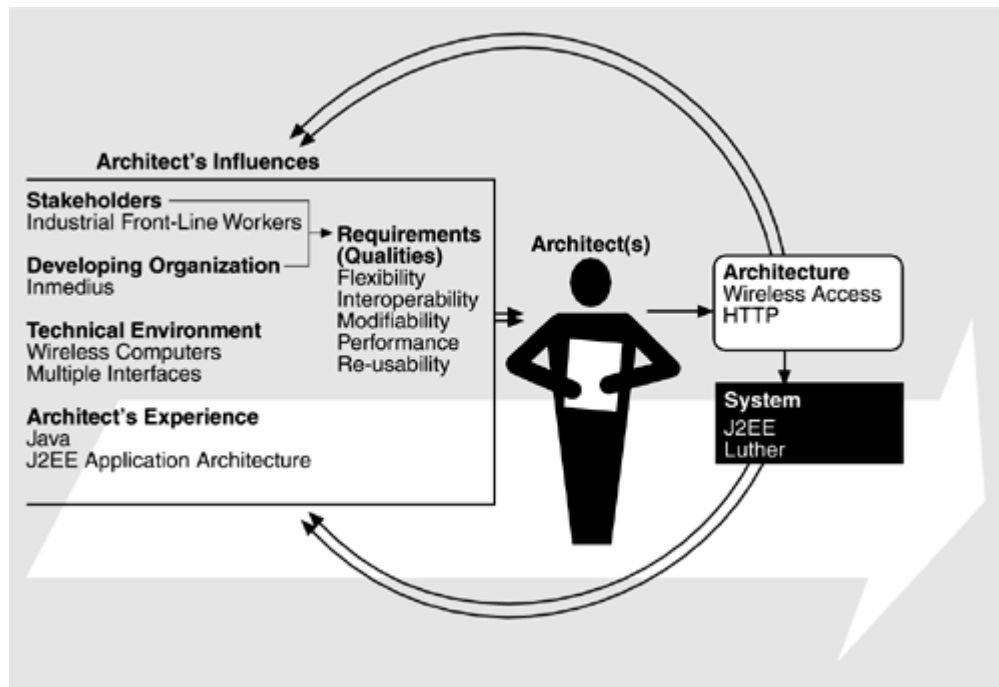 Architect's Influences
Stakeholders
Industrial Front-Line Workers
Developing Organization
Inmedius
Technical Environment
Wireless Computers
Multiple Interfaces
Architect's Experience
Java
J2EE Application Architecture
Requirements
(Qualities)
Flexibility
Interoperability
Modifiability
Performance
Re-usability
Architect(s)
Architecture
Wireless Access
HTTP
System
J2EE
Luther